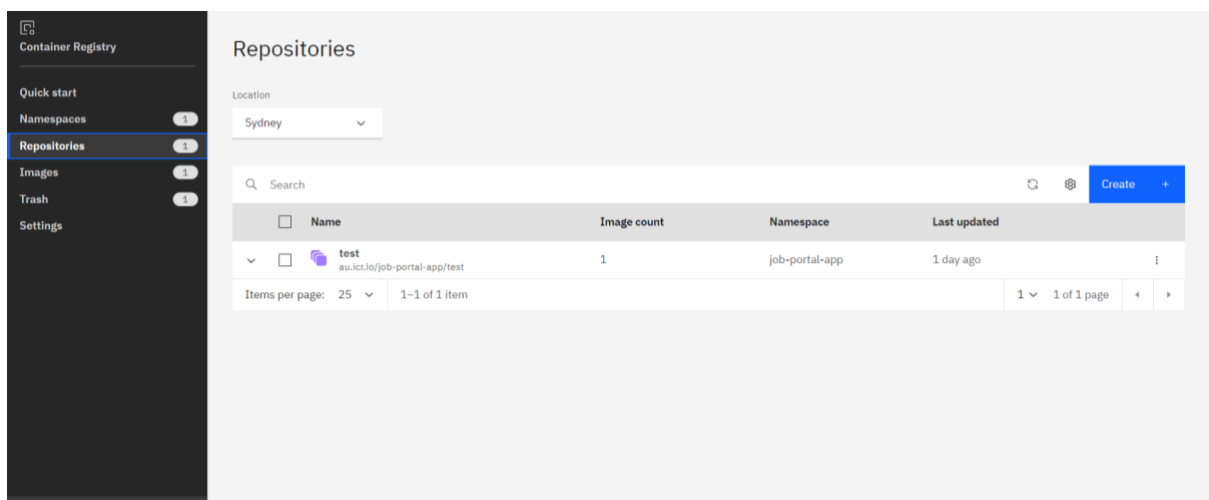 Container Registry
Quick start
Namespaces 1
Repositories 1
Images 1
Trash 1
Settings
Repositories
Location
Sydney
Search
Create +
Name Image count Namespace Last updated
test
au.icr.io/job-portal-app/test
1 job-portal-app 1 day ago
Items per page: 25 1–1 of 1 item 1 1 of 1 page